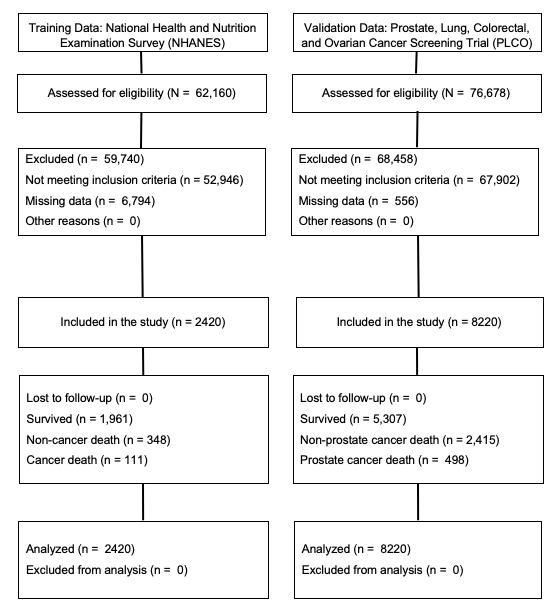 Training Data: National Health and Nutrition
Examination Survey (NHANES)
Assessed for eligibility (N = 62,160)
Excluded (n = 59,740)
Not meeting inclusion criteria (n = 52,946)
Missing data (n = 6,794)
Other reasons (n = 0)
Included in the study (n = 2420)
Lost to follow-up (n = 0)
Survived (n = 1,961)
Non-cancer death (n = 348)
Cancer death (n = 111)
Analyzed (n = 2420)
Excluded from analysis (n = 0)
Validation Data: Prostate, Lung, Colorectal,
and Ovarian Cancer Screening Trial (PLCO)
Assessed for eligibility (N = 76,678)
Excluded (n = 68,458)
Not meeting inclusion criteria (n = 67,902)
Missing data (n = 556)
Other reasons (n = 0)
Included in the study (n = 8220)
Lost to follow-up (n = 0)
Survived (n = 5,307)
Non-prostate cancer death (n = 2,415)
Prostate cancer death (n = 498)
Analyzed (n = 8220)
Excluded from analysis (n = 0)